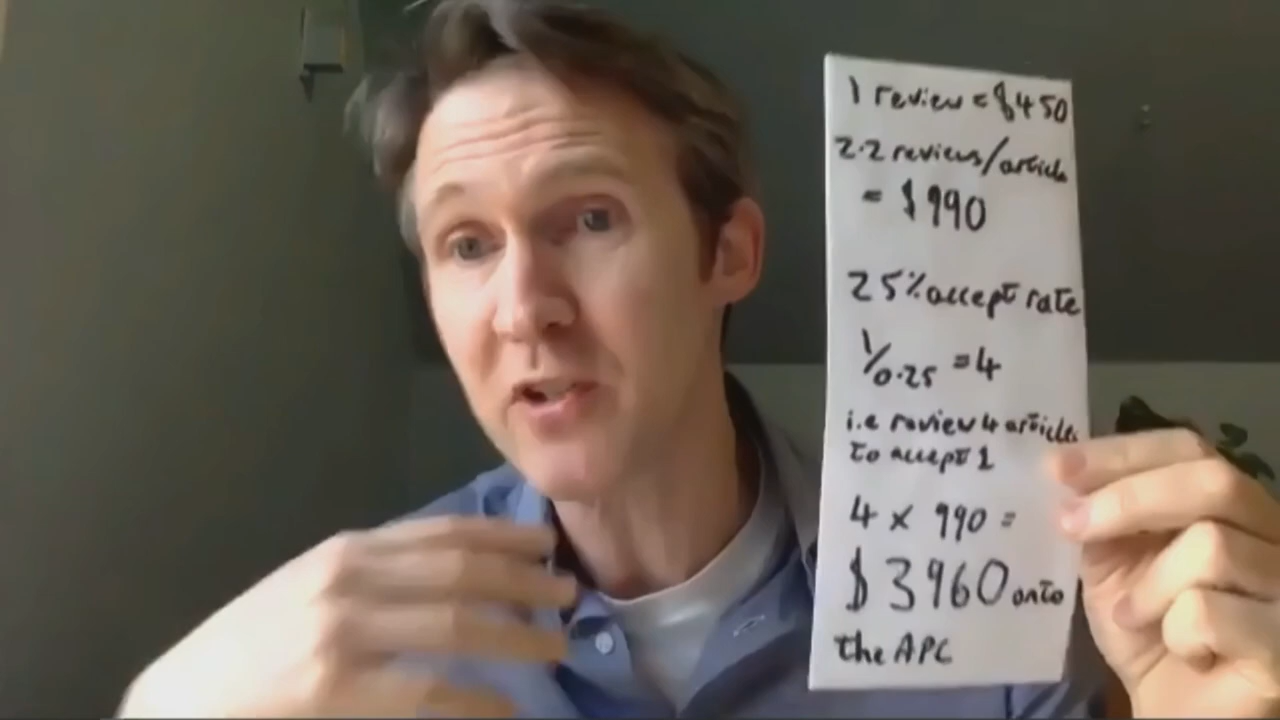 1 review = $450
2.2 reviews/article
= $990
25% accept rate
1/0.25 = 4
i.e review 4 articles
to accept 1
4 x 990 =
$3960 onto
the APC